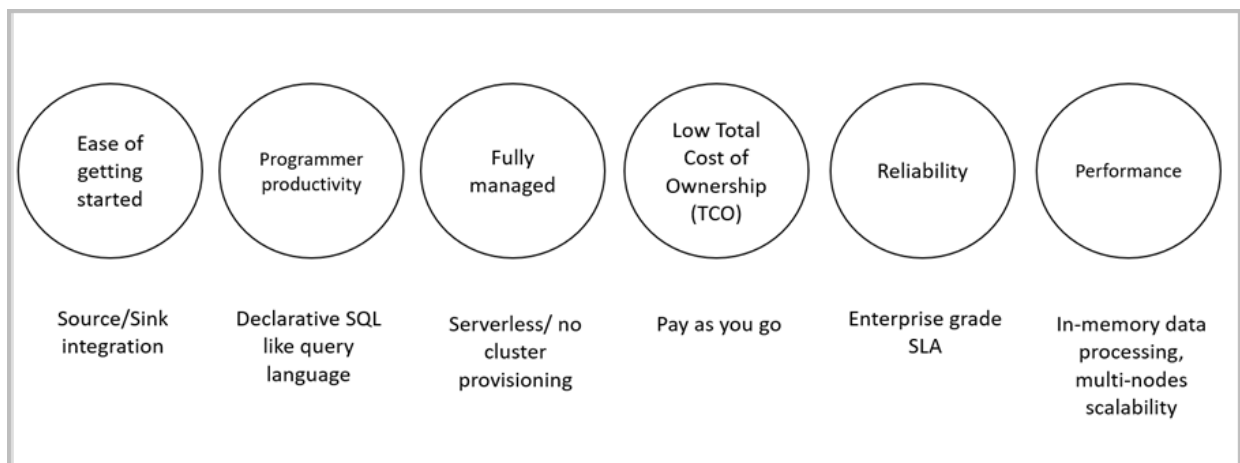 Ease of
getting
started
Programmer
productivity
Fully
managed
Low Total
Cost of
Ownership
(TCO)
Reliability
Performance
Source/Sink
integration
Declarative SQL
like query
language
Serverless/ no
cluster
provisioning
Pay as you go
Enterprise grade
SLA
In-memory data
processing,
multi-nodes
scalability